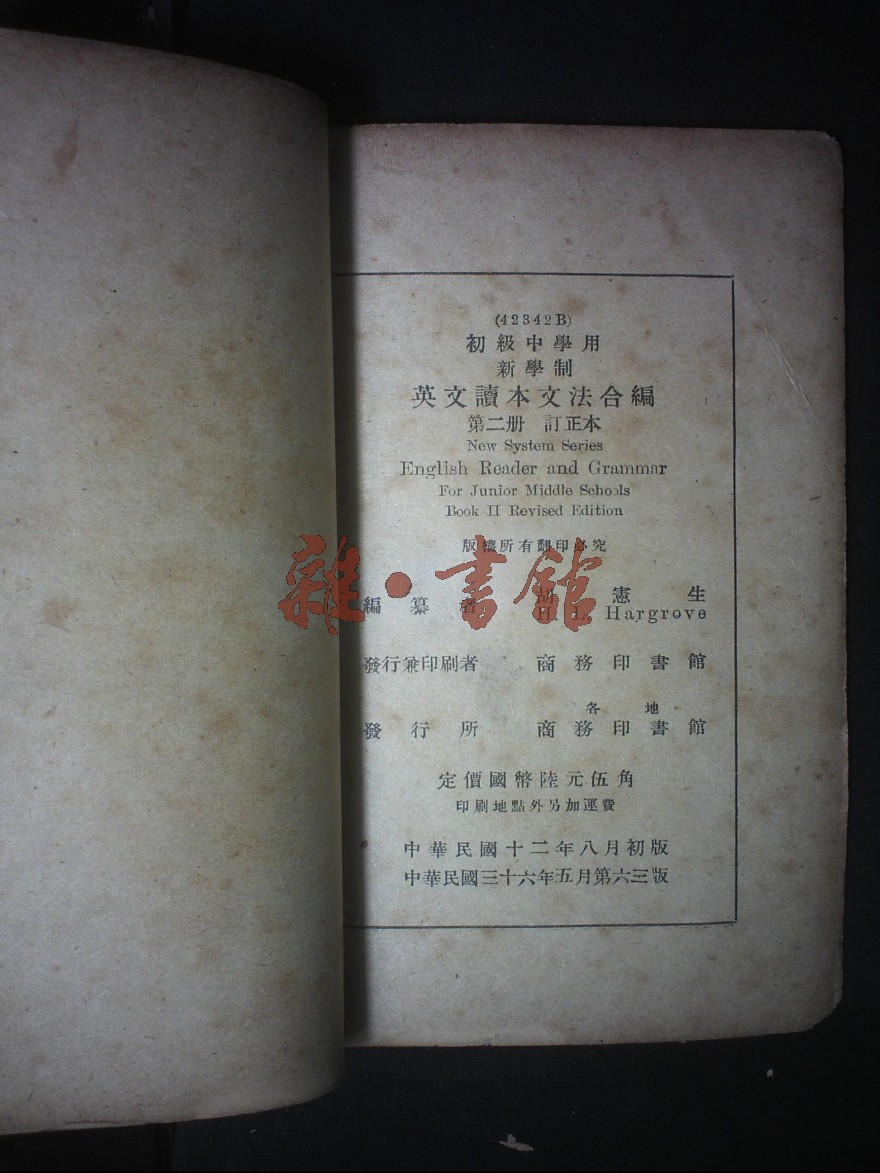 (42342B)
初級中學用
新學制
英文讀本文法合編
第二册 訂正本
New System Series
English Reader and Grammar
For Junior Middle Schools
Book II Revised Edition
版權所有翻印必究
雜·書館
編纂者 憲生
H. L. Hargrove
發行兼印刷者 商務印書館
各地
發行所 商務印書館
定價國幣陸元伍角
印刷地點外另加運費
中華民國十二年八月初版
中華民國三十六年五月第六三版